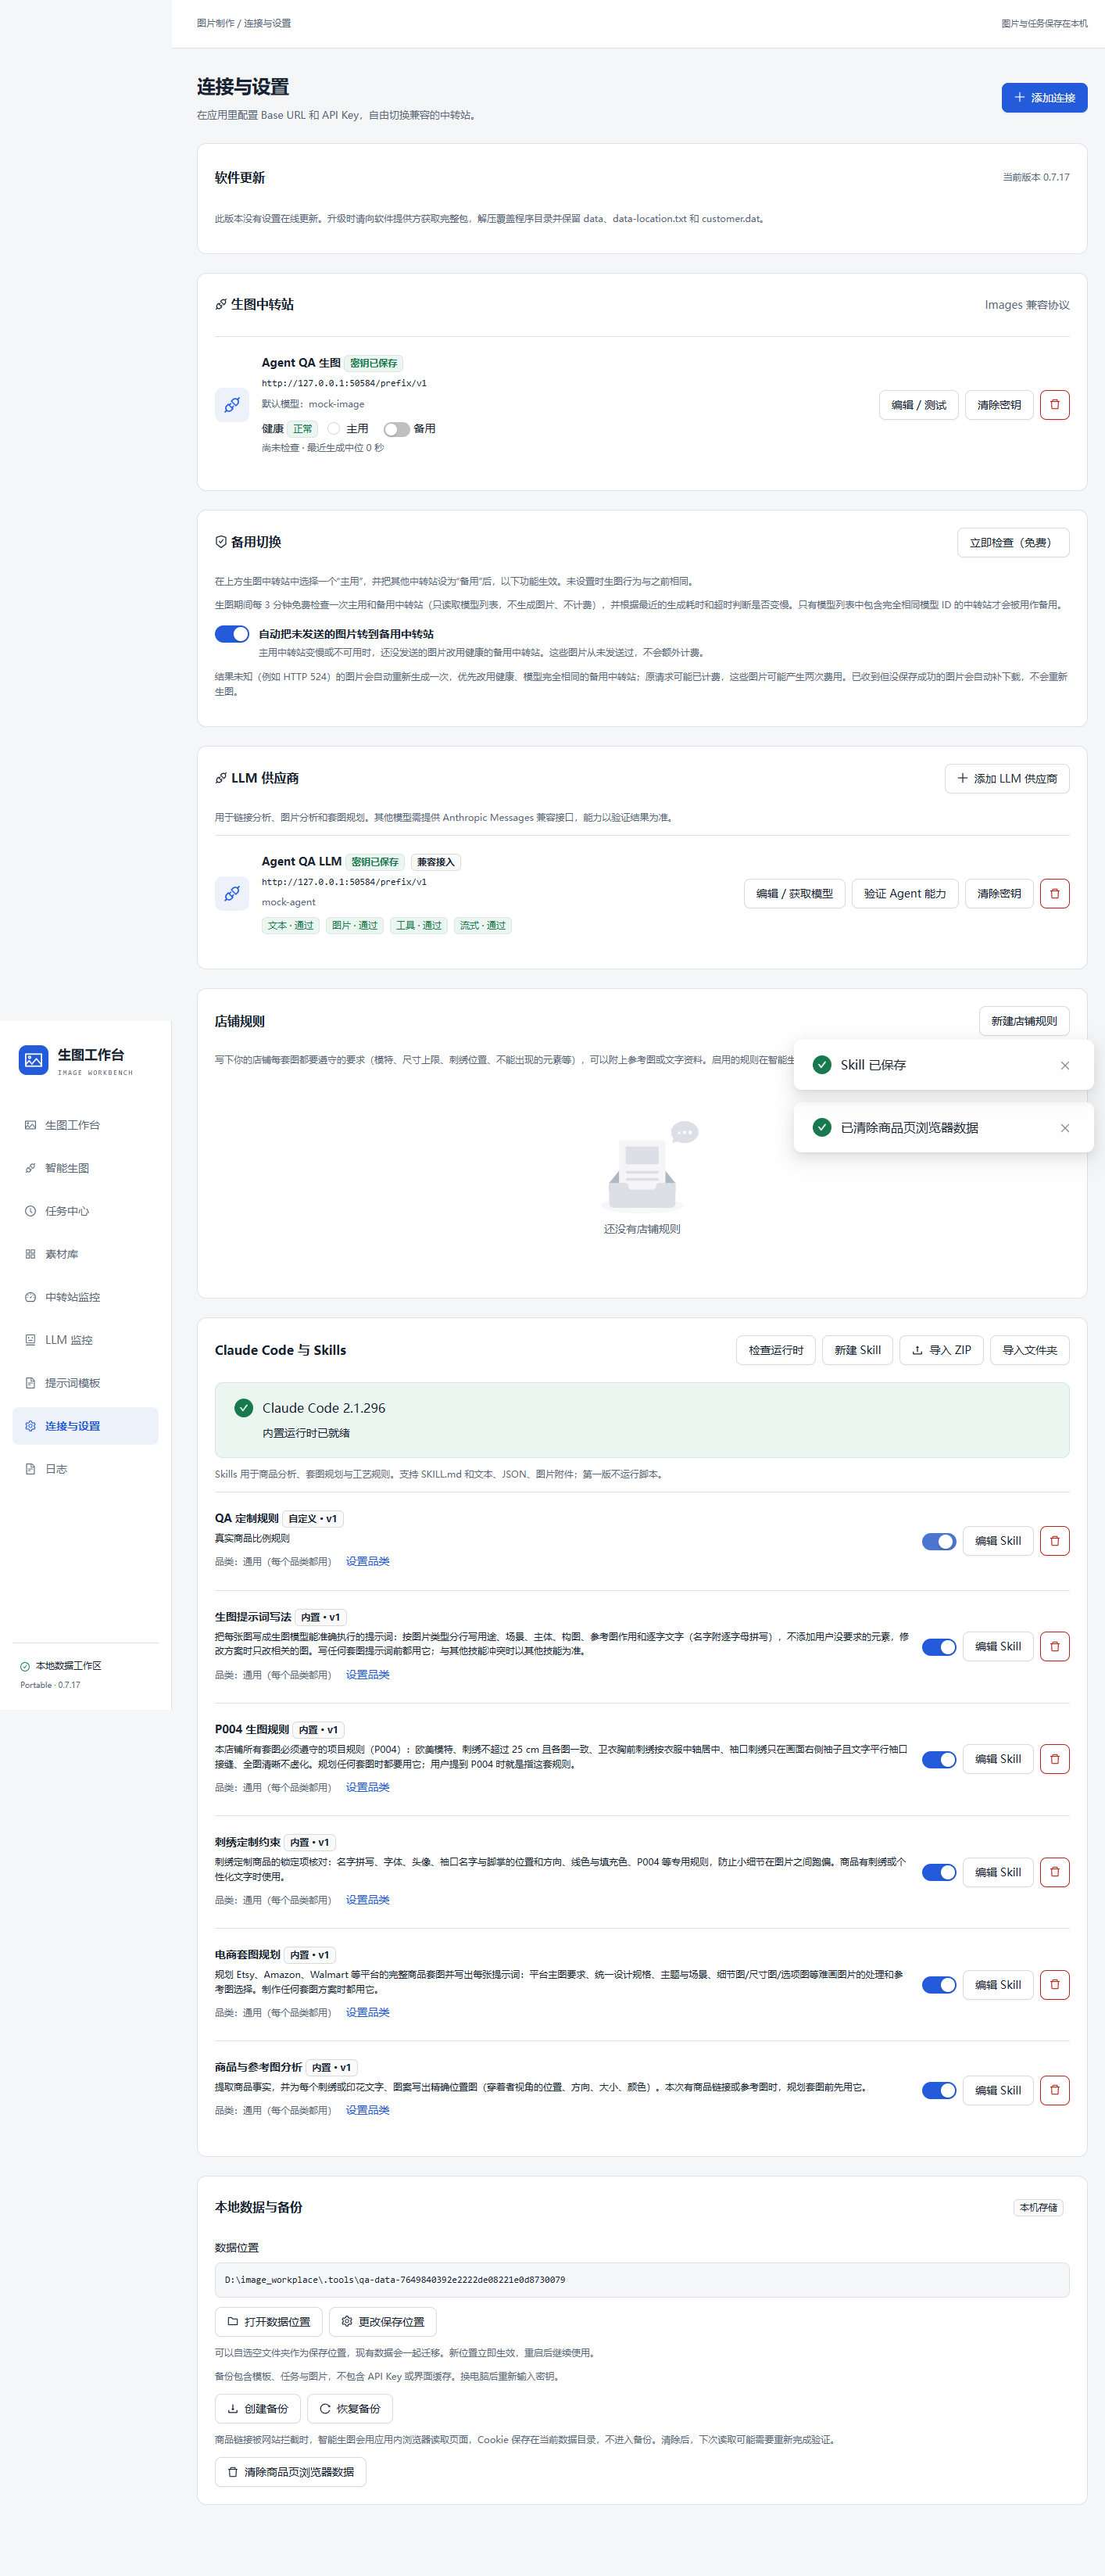 图片制作 / 连接与设置
图片与任务保存在本机
连接与设置
在应用里配置 Base URL 和 API Key，自由切换兼容的中转站。
添加连接
软件更新
当前版本 0.7.17
此版本没有设置在线更新。升级时请向软件提供方获取完整包，解压覆盖程序目录并保留 data、data-location.txt 和 customer.dat。
生图中转站
Images 兼容协议
Agent QA 生图 密钥已保存
http://127.0.0.1:50584/prefix/v1
默认模型：mock-image
健康 正常 主用 备用
尚未检查 · 最近生成中位 0 秒
编辑 / 测试
清除密钥
备用切换
立即检查（免费）
在上方生图中转站中选择一个“主用”，并把其他中转站设为“备用”后，以下功能生效。未设置时生图行为与之前相同。
生图期间每 3 分钟免费检查一次主用和备用中转站（只读取模型列表，不生成图片、不计费），并根据最近的生成耗时和超时判断是否变慢。只有模型列表中包含完全相同模型 ID 的中转站才会被用作备用。
自动把未发送的图片转到备用中转站
主用中转站变慢或不可用时，还没发送的图片改用健康的备用中转站。这些图片从未发送过，不会额外计费。
结果未知（例如 HTTP 524）的图片会自动重新生成一次，优先改用健康、模型完全相同的备用中转站；原请求可能已计费，这些图片可能产生两次费用。已收到但没保存成功的图片会自动补下载，不会重新
生图。
LLM 供应商
添加 LLM 供应商
用于链接分析、图片分析和套图规划。其他模型需提供 Anthropic Messages 兼容接口，能力以验证结果为准。
Agent QA LLM 密钥已保存 兼容接入
http://127.0.0.1:50584/prefix/v1
mock-agent
文本 · 通过 图片 · 通过 工具 · 通过 流式 · 通过
编辑 / 获取模型
验证 Agent 能力
清除密钥
店铺规则
新建店铺规则
写下你的店铺每套图都要遵守的要求（模特、尺寸上限、刺绣位置、不能出现的元素等），可以附上参考图或文字资料。启用的规则在智能生
Skill 已保存
已清除商品页浏览器数据
还没有店铺规则
生图工作台
IMAGE WORKBENCH
生图工作台
智能生图
任务中心
素材库
中转站监控
LLM 监控
提示词模板
连接与设置
日志
本地数据工作区
Portable · 0.7.17
Claude Code 与 Skills
检查运行时
新建 Skill
导入 ZIP
导入文件夹
Claude Code 2.1.296
内置运行时已就绪
Skills 用于商品分析、套图规划与工艺规则。支持 SKILL.md 和文本、JSON、图片附件；第一版不运行脚本。
QA 定制规则 自定义 · v1
真实商品比例规则
品类：通用（每个品类都用） 设置品类
编辑 Skill
生图提示词写法 内置 · v1
把每张图写成生图模型能准确执行的提示词：按图片类型分行写用途、场景、主体、构图、参考图作用和逐字文字（名字附逐字母拼写），不添加用户没要求的元素，修
改方案时只改相关的图。写任何套图提示词前都用它；与其他技能冲突时以其他技能为准。
品类：通用（每个品类都用） 设置品类
编辑 Skill
P004 生图规则 内置 · v1
本店铺所有套图必须遵守的项目规则（P004）：欧美模特、刺绣不超过 25 cm 且各图一致、卫衣胸前刺绣按衣服中轴居中、袖口刺绣只在画面右侧袖子且文字平行袖口
接缝、全图清晰不虚化。规划任何套图时都要用它；用户提到 P004 时就是指这套规则。
品类：通用（每个品类都用） 设置品类
编辑 Skill
刺绣定制约束 内置 · v1
刺绣定制商品的锁定项核对：名字拼写、字体、头像、袖口名字与脚掌的位置和方向、线色与填充色、P004 等专用规则，防止小细节在图片之间跑偏。商品有刺绣或个
性化文字时使用。
品类：通用（每个品类都用） 设置品类
编辑 Skill
电商套图规划 内置 · v1
规划 Etsy、Amazon、Walmart 等平台的完整商品套图并写出每张提示词：平台主图要求、统一设计规格、主题与场景、细节图/尺寸图/选项图等难画图片的处理和参
考图选择。制作任何套图方案时都用它。
品类：通用（每个品类都用） 设置品类
编辑 Skill
商品与参考图分析 内置 · v1
提取商品事实，并为每个刺绣或印花文字、图案写出精确位置图（穿着者视角的位置、方向、大小、颜色）。本次有商品链接或参考图时，规划套图前先用它。
品类：通用（每个品类都用） 设置品类
编辑 Skill
本地数据与备份
本机存储
数据位置
D:\image_workplace\.tools\qa-data-7649840392e2222de08221e0d8730079
打开数据位置
更改保存位置
可以自选空文件夹作为保存位置，现有数据会一起迁移。新位置立即生效，重启后继续使用。
备份包含模板、任务与图片，不包含 API Key 或界面缓存。换电脑后重新输入密钥。
创建备份
恢复备份
商品链接被网站拦截时，智能生图会用应用内浏览器读取页面，Cookie 保存在当前数据目录，不进入备份。清除后，下次读取可能需要重新完成验证。
清除商品页浏览器数据